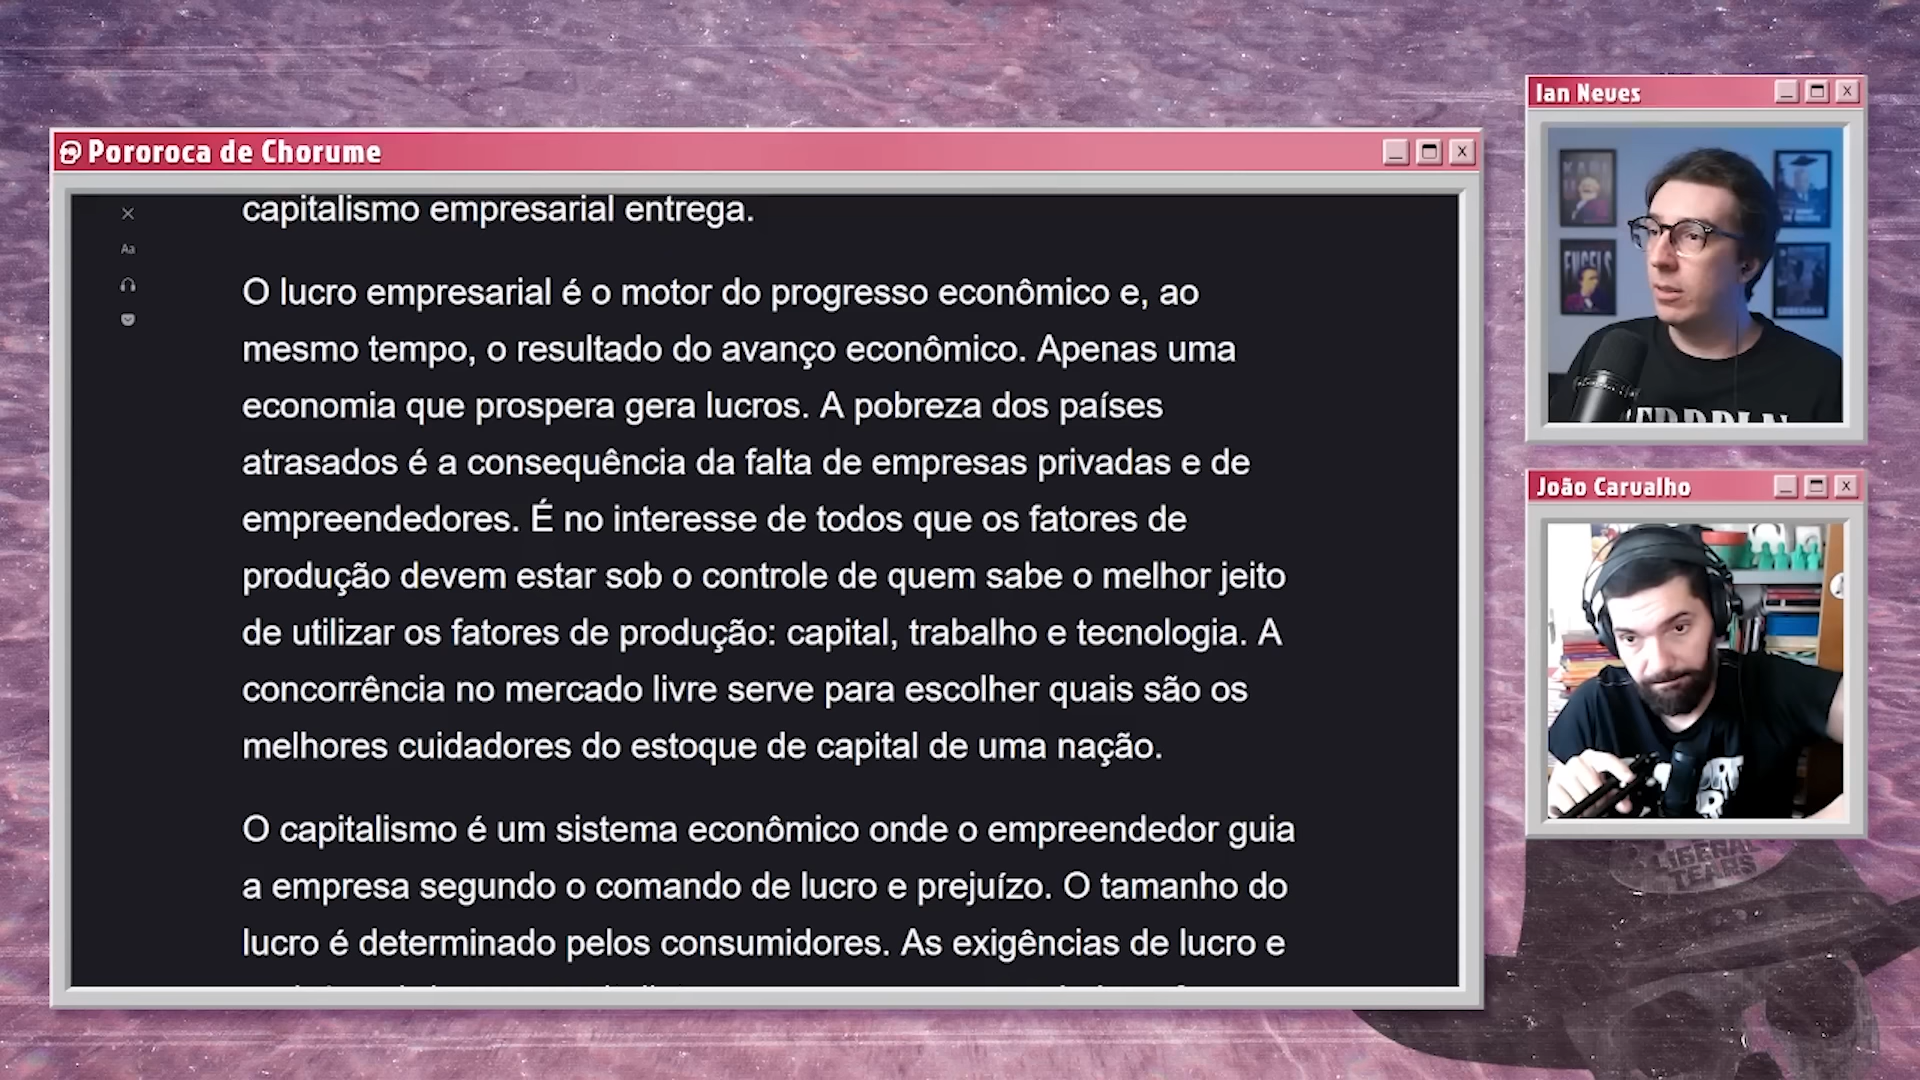 Pororoca de Chorume
Aa
capitalismo empresarial entrega.
O lucro empresarial é o motor do progresso econômico e, ao
mesmo tempo, o resultado do avanço econômico. Apenas uma
economia que prospera gera lucros. A pobreza dos países
atrasados é a consequência da falta de empresas privadas e de
empreendedores. É no interesse de todos que os fatores de
produção devem estar sob o controle de quem sabe o melhor jeito
de utilizar os fatores de produção: capital, trabalho e tecnologia. A
concorrência no mercado livre serve para escolher quais são os
melhores cuidadores do estoque de capital de uma nação.
O capitalismo é um sistema econômico onde o empreendedor guia
a empresa segundo o comando de lucro e prejuízo. O tamanho do
lucro é determinado pelos consumidores. As exigências de lucro e
Ian Neves
KARL
ENGELS
João Carvalho
LIBERAL
TEARS